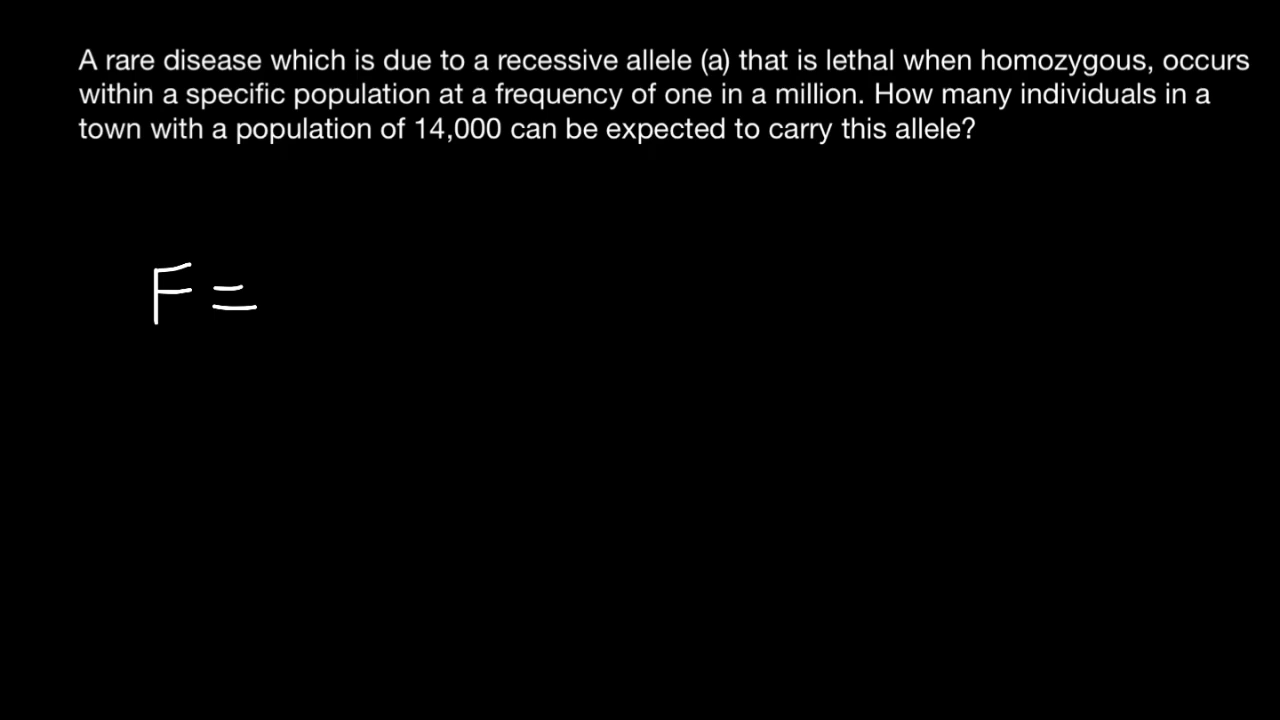 A rare disease which is due to a recessive allele (a) that is lethal when homozygous, occurs
within a specific population at a frequency of one in a million. How many individuals in a
town with a population of 14,000 can be expected to carry this allele?
F =